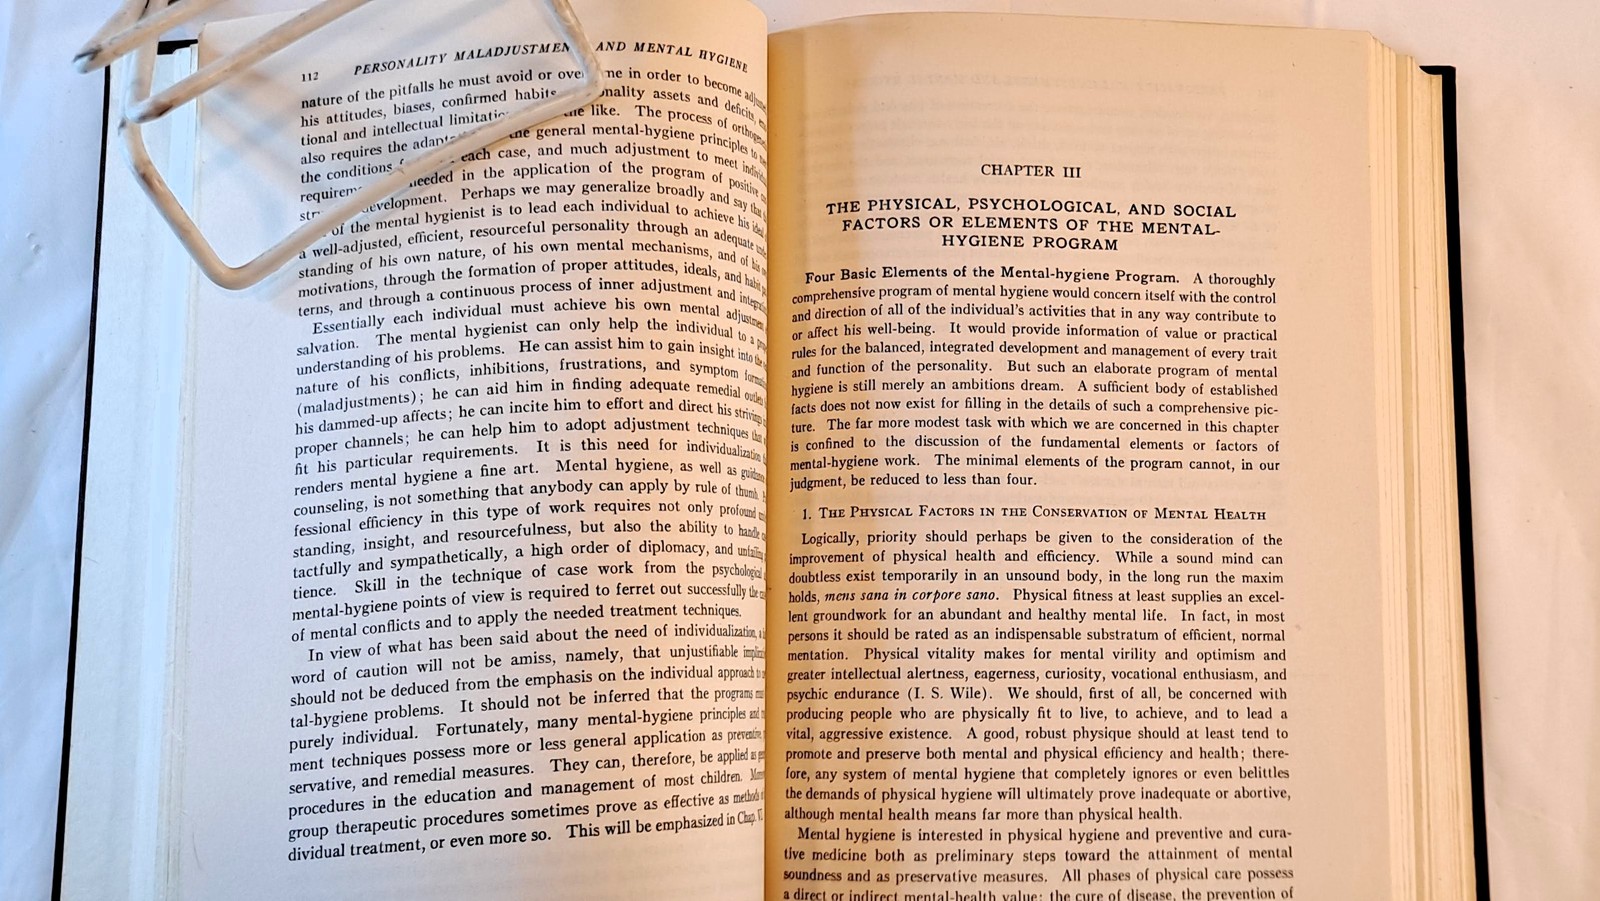 112 PERSONALITY MALADJUSTMENT AND MENTAL HYGIENE
nature of the pitfalls he must avoid or overcome in order to become
his attitudes, biases, confirmed habits, personality assets and deficits,
tional and intellectual limitations the like. The process of
also requires the the general mental-hygiene principles to
the conditions each case, and much adjustment to meet
needed in the application of the program of positive
development. Perhaps we may generalize broadly and say that
of the mental hygienist is to lead each individual to achieve his
a well-adjusted, efficient, resourceful personality through an adequate
standing of his own nature, of his own mental mechanisms, and of his
motivations, through the formation of proper attitudes, ideals, and habit
terns, and through a continuous process of inner adjustment and
Essentially each individual must achieve his own mental
salvation. The mental hygienist can only help the individual to a
understanding of his problems. He can assist him to gain insight into the
nature of his conflicts, inhibitions, frustrations, and symptom
(maladjustments); he can aid him in finding adequate remedial
his dammed-up affects; he can incite him to effort and direct his
proper channels; he can help him to adopt adjustment techniques that
fit his particular requirements. It is this need for individualization
renders mental hygiene a fine art. Mental hygiene, as well as
counseling, is not something that anybody can apply by rule of thumb.
fessional efficiency in this type of work requires not only profound
standing, insight, and resourcefulness, but also the ability to handle
tactfully and sympathetically, a high order of diplomacy, and
tience. Skill in the technique of case work from the psychological
mental-hygiene points of view is required to ferret out successfully the
of mental conflicts and to apply the needed treatment techniques.
In view of what has been said about the need of individualization, a
word of caution will not be amiss, namely, that unjustifiable
should not be deduced from the emphasis on the individual approach to
tal-hygiene problems. It should not be inferred that the programs
purely individual. Fortunately, many mental-hygiene principles and
ment techniques possess more or less general application as
servative, and remedial measures. They can, therefore, be applied as
procedures in the education and management of most children.
group therapeutic procedures sometimes prove as effective as methods
dividual treatment, or even more so. This will be emphasized in Chap.
CHAPTER III
THE PHYSICAL, PSYCHOLOGICAL, AND SOCIAL
FACTORS OR ELEMENTS OF THE MENTAL-
HYGIENE PROGRAM
Four Basic Elements of the Mental-hygiene Program. A thoroughly
comprehensive program of mental hygiene would concern itself with the control
and direction of all of the individual's activities that in any way contribute to
or affect his well-being. It would provide information of value or practical
rules for the balanced, integrated development and management of every trait
and function of the personality. But such an elaborate program of mental
hygiene is still merely an ambitions dream. A sufficient body of established
facts does not now exist for filling in the details of such a comprehensive pic-
ture. The far more modest task with which we are concerned in this chapter
is confined to the discussion of the fundamental elements or factors of
mental-hygiene work. The minimal elements of the program cannot, in our
judgment, be reduced to less than four.
1. THE PHYSICAL FACTORS IN THE CONSERVATION OF MENTAL HEALTH
Logically, priority should perhaps be given to the consideration of the
improvement of physical health and efficiency. While a sound mind can
doubtless exist temporarily in an unsound body, in the long run the maxim
holds, mens sana in corpore sano. Physical fitness at least supplies an excel-
lent groundwork for an abundant and healthy mental life. In fact, in most
persons it should be rated as an indispensable substratum of efficient, normal
mentation. Physical vitality makes for mental virility and optimism and
greater intellectual alertness, eagerness, curiosity, vocational enthusiasm, and
psychic endurance (I. S. Wile). We should, first of all, be concerned with
producing people who are physically fit to live, to achieve, and to lead a
vital, aggressive existence. A good, robust physique should at least tend to
promote and preserve both mental and physical efficiency and health; there-
fore, any system of mental hygiene that completely ignores or even belittles
the demands of physical hygiene will ultimately prove inadequate or abortive,
although mental health means far more than physical health.
Mental hygiene is interested in physical hygiene and preventive and cura-
tive medicine both as preliminary steps toward the attainment of mental
soundness and as preservative measures. All phases of physical care possess
a direct or indirect mental-health value: the cure of disease, the prevention of